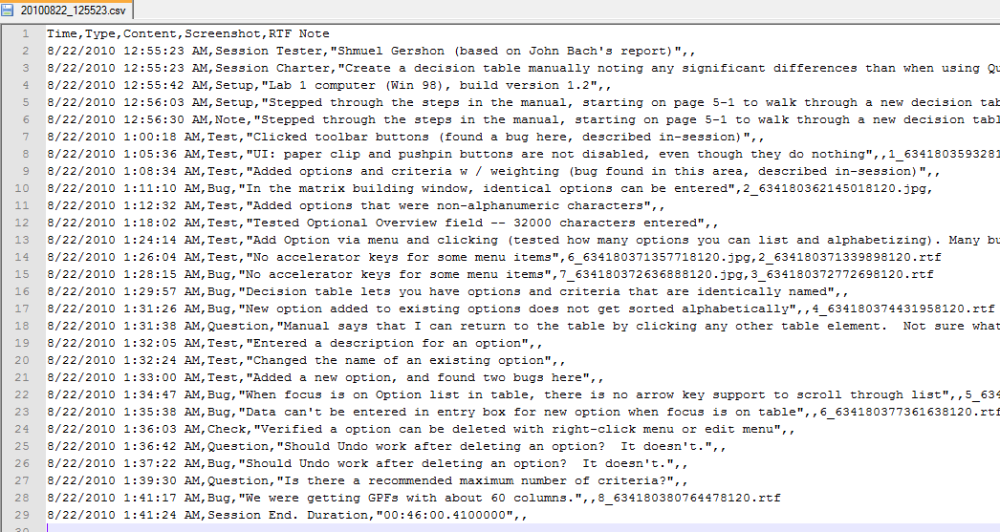 20100822_125523.csv
1 Time,Type,Content,Screenshot,RTF Note
2 8/22/2010 12:55:23 AM,Session Tester,"Shmuel Gershon (based on John Bach's report)",,
3 8/22/2010 12:55:23 AM,Session Charter,"Create a decision table manually noting any significant differences than when using Qu
4 8/22/2010 12:55:42 AM,Setup,"Lab 1 computer (Win 98), build version 1.2",,
5 8/22/2010 12:56:03 AM,Setup,"Stepped through the steps in the manual, starting on page 5-1 to walk through a new decision tab
6 8/22/2010 12:56:30 AM,Note,"Stepped through the steps in the manual, starting on page 5-1 to walk through a new decision tabl
7 8/22/2010 1:00:18 AM,Test,"Clicked toolbar buttons (found a bug here, described in-session)",,
8 8/22/2010 1:05:36 AM,Test,"UI: paper clip and pushpin buttons are not disabled, even though they do nothing",,1_6341803593281
9 8/22/2010 1:08:34 AM,Test,"Added options and criteria w / weighting (bug found in this area, described in-session)",,
10 8/22/2010 1:11:10 AM,Bug,"In the matrix building window, identical options can be entered",2_634180362145018120.jpg,
11 8/22/2010 1:12:32 AM,Test,"Added options that were non-alphanumeric characters",,
12 8/22/2010 1:18:02 AM,Test,"Tested Optional Overview field -- 32000 characters entered",,
13 8/22/2010 1:24:14 AM,Test,"Add Option via menu and clicking (tested how many options you can list and alphabetizing). Many bu
14 8/22/2010 1:26:04 AM,Test,"No accelerator keys for some menu items",6_634180371357718120.jpg,2_634180371339898120.rtf
15 8/22/2010 1:28:15 AM,Bug,"No accelerator keys for some menu items",7_634180372636888120.jpg,3_634180372772698120.rtf
16 8/22/2010 1:29:57 AM,Bug,"Decision table lets you have options and criteria that are identically named",,
17 8/22/2010 1:31:26 AM,Bug,"New option added to existing options does not get sorted alphabetically",,4_634180374431958120.rtf
18 8/22/2010 1:31:38 AM,Question,"Manual says that I can return to the table by clicking any other table element.  Not sure what
19 8/22/2010 1:32:05 AM,Test,"Entered a description for an option",,
20 8/22/2010 1:32:24 AM,Test,"Changed the name of an existing option",,
21 8/22/2010 1:33:00 AM,Test,"Added a new option, and found two bugs here",,
22 8/22/2010 1:34:47 AM,Bug,"When focus is on Option list in table, there is no arrow key support to scroll through list",,5_634
23 8/22/2010 1:35:38 AM,Bug,"Data can't be entered in entry box for new option when focus is on table",,6_634180377361638120.rtf
24 8/22/2010 1:36:03 AM,Check,"Verified a option can be deleted with right-click menu or edit menu",,
25 8/22/2010 1:36:42 AM,Question,"Should Undo work after deleting an option?  It doesn't.",,
26 8/22/2010 1:37:22 AM,Bug,"Should Undo work after deleting an option?  It doesn't.",,
27 8/22/2010 1:39:30 AM,Question,"Is there a recommended maximum number of criteria?",,
28 8/22/2010 1:41:17 AM,Bug,"We were getting GPFs with about 60 columns.",,8_634180380764478120.rtf
29 8/22/2010 1:41:24 AM,Session End. Duration,"00:46:00.4100000",,
30